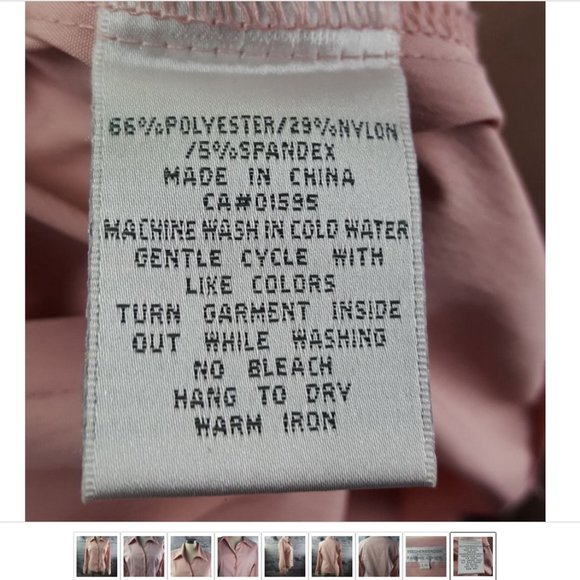 66%POLYESTER/29%NYLON
/5%SPANDEX
MADE IN CHINA
CA#01595
MACHINE WASH IN COLD WATER
GENTLE CYCLE WITH
LIKE COLORS
TURN GARMENT INSIDE
OUT WHILE WASHING
NO BLEACH
HANG TO DRY
WARM IRON